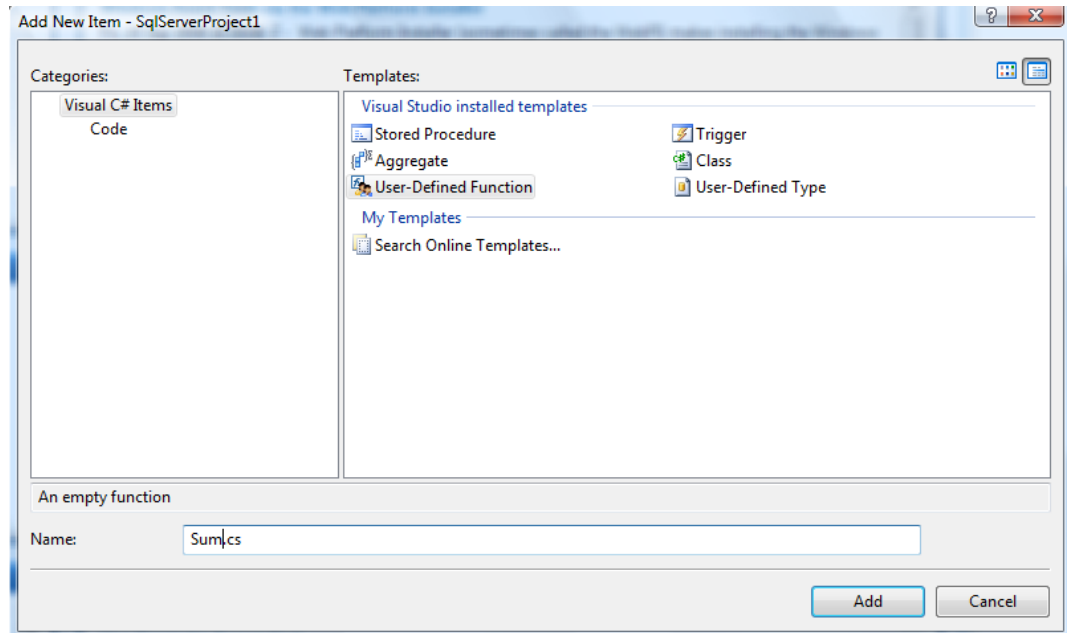 Add New Item - SqlServerProject1
Categories:
Templates:
Visual C# Items
Code
Visual Studio installed templates
Stored Procedure
Trigger
Aggregate
Class
User-Defined Function
User-Defined Type
My Templates
Search Online Templates...
An empty function
Name:
Sum.cs
Add
Cancel